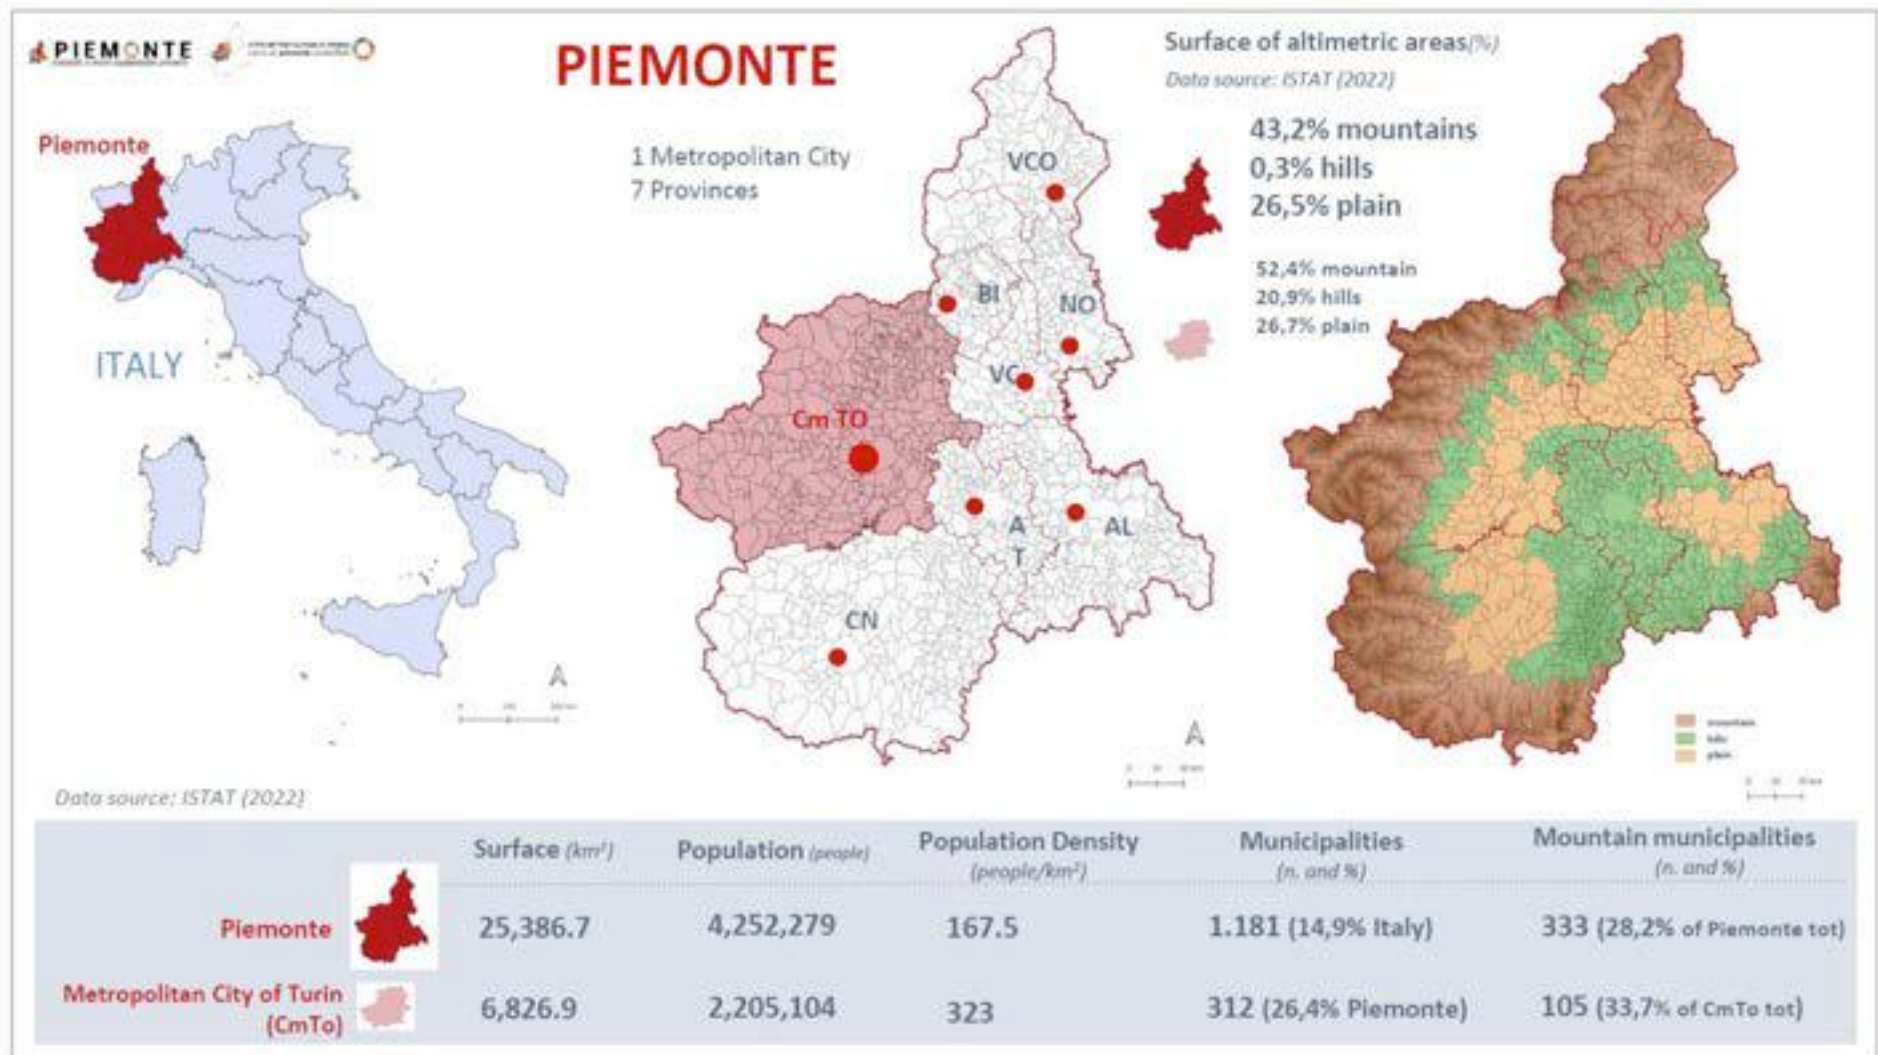 PIEMONTE
PIEMONTE
Surface of altimetric areas(%)
Data source: ISTAT (2022)
Piemonte
1 Metropolitan City
7 Provinces
43,2% mountains
0,3% hills
26,5% plain
52,4% mountain
20,9% hills
26,7% plain
ITALY
VCO
BI
NO
VC
Cm TO
A
T
AL
CN
mountain
hills
plain
Data source: ISTAT (2022)
Surface (km²)
Population (people)
Population Density
(people/km²)
Municipalities
(n. and %)
Mountain municipalities
(n. and %)
Piemonte
25,386.7
4,252,279
167.5
1.181 (14,9% Italy)
333 (28,2% of Piemonte tot)
Metropolitan City of Turin
(CmTo)
6,826.9
2,205,104
323
312 (26,4% Piemonte)
105 (33,7% of CmTo tot)